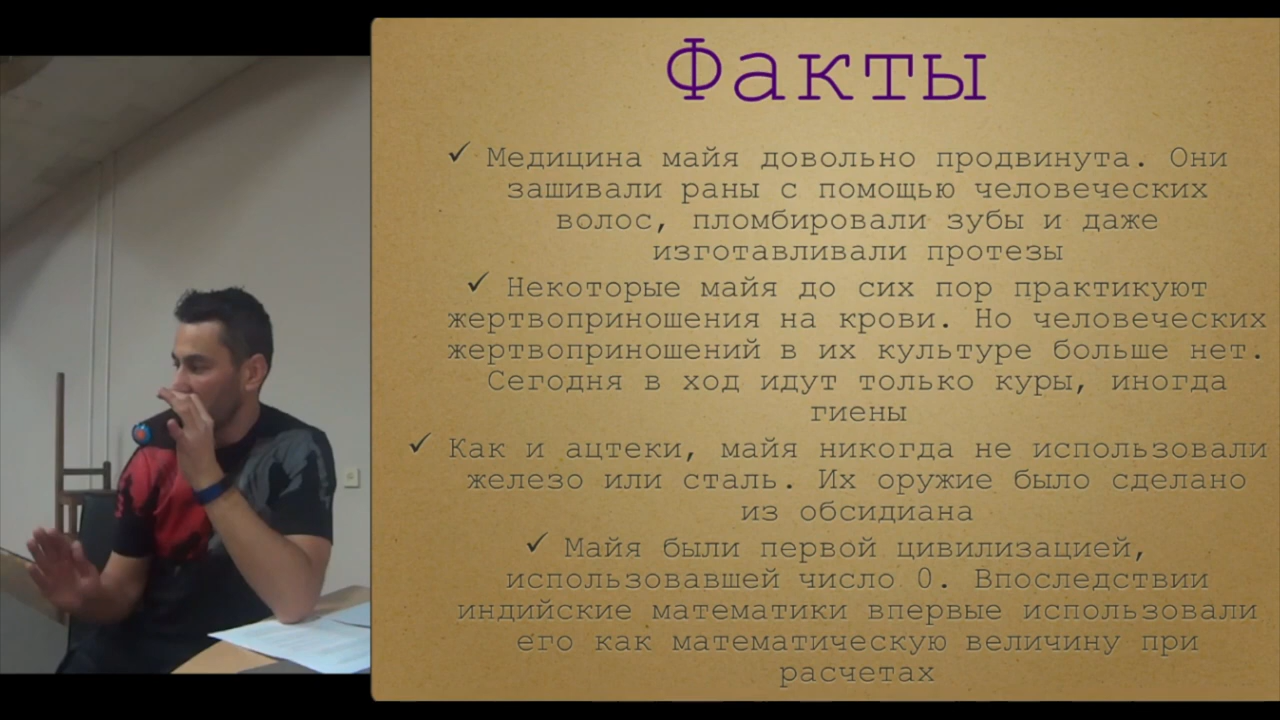 Факты
✓ Медицина майя довольно продвинута. Они
зашивали раны с помощью человеческих
волос, пломбировали зубы и даже
изготавливали протезы
✓ Некоторые майя до сих пор практикуют
жертвоприношения на крови. Но человеческих
жертвоприношений в их культуре больше нет.
Сегодня в ход идут только куры, иногда
гиены
✓ Как и ацтеки, майя никогда не использовали
железо или сталь. Их оружие было сделано
из обсидиана
✓ Майя были первой цивилизацией,
использовавшей число 0. Впоследствии
индийские математики впервые использовали
его как математическую величину при
расчетах